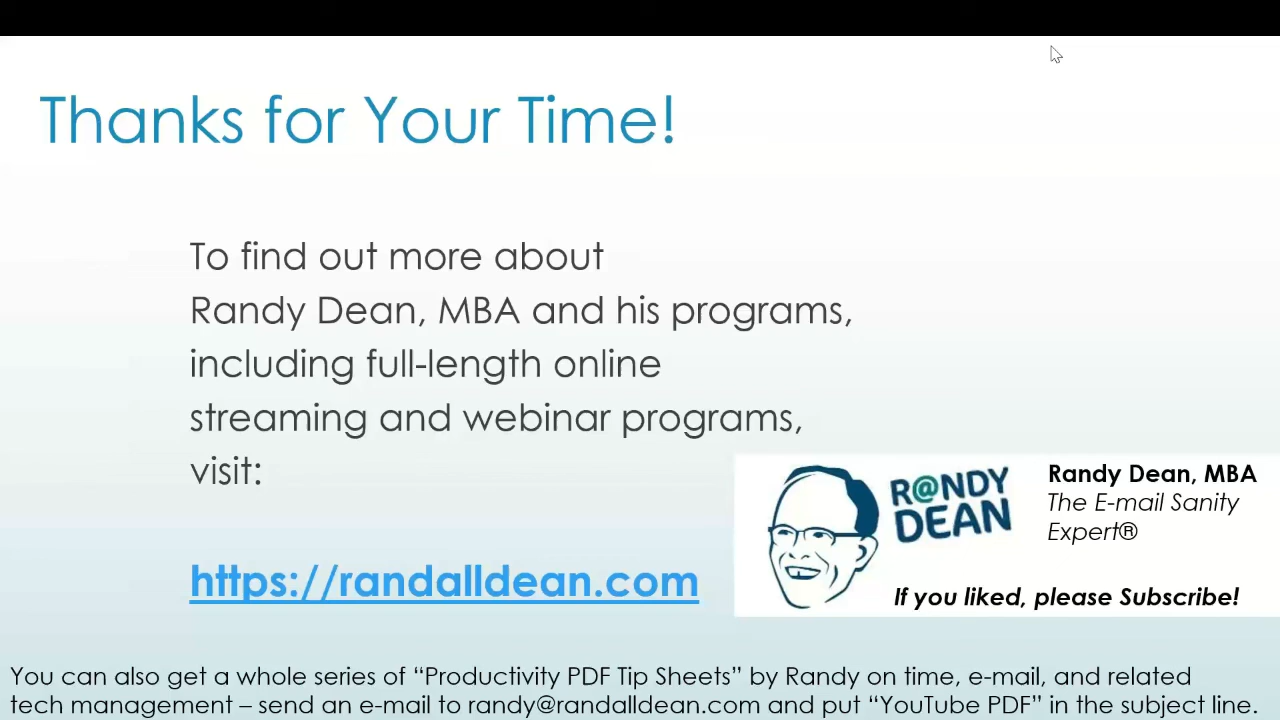 Thanks for Your Time!
To find out more about
Randy Dean, MBA and his programs,
including full-length online
streaming and webinar programs,
visit:
https://randalldean.com
R@NDY
DEAN
Randy Dean, MBA
The E-mail Sanity
Expert®
If you liked, please Subscribe!
You can also get a whole series of “Productivity PDF Tip Sheets” by Randy on time, e-mail, and related
tech management – send an e-mail to randy@randalldean.com and put “YouTube PDF” in the subject line.